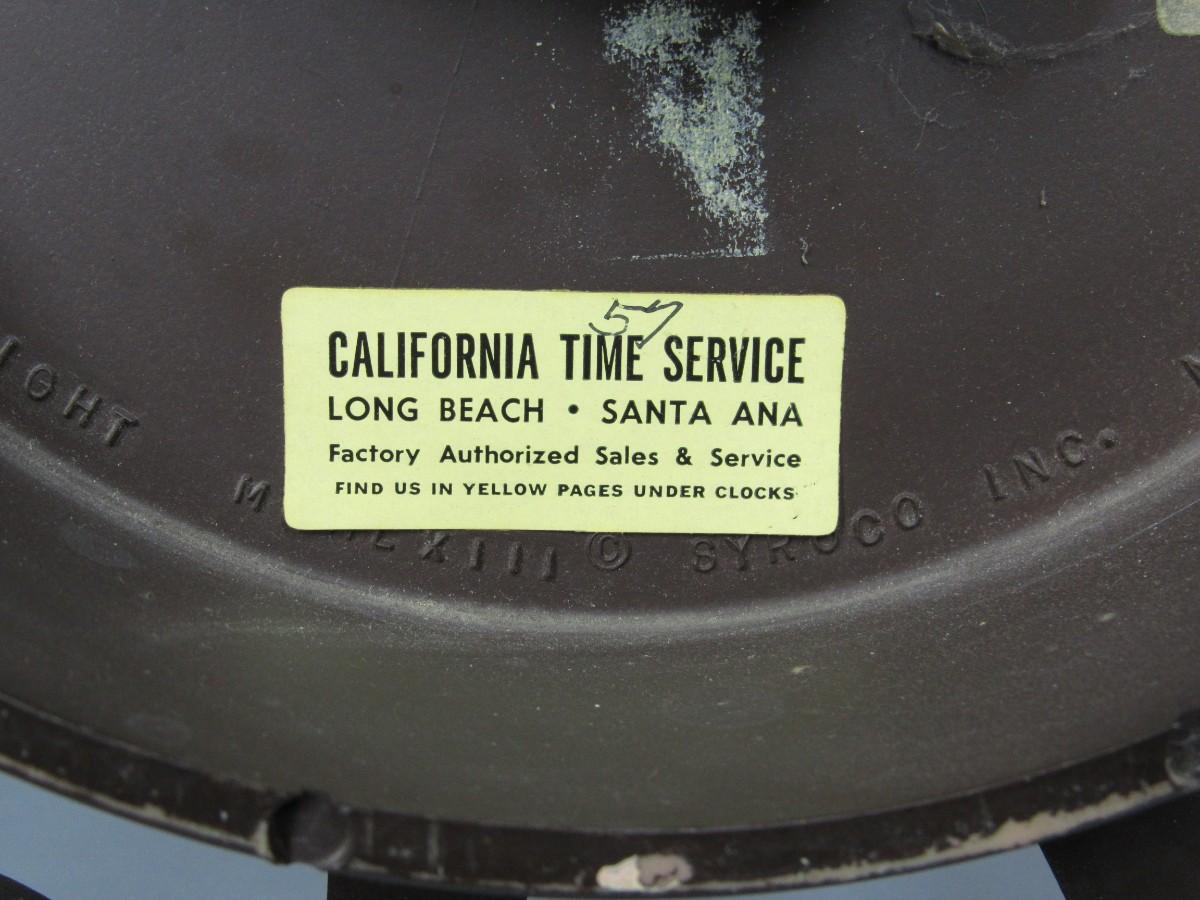 57
CALIFORNIA TIME SERVICE
LONG BEACH • SANTA ANA
Factory Authorized Sales & Service
FIND US IN YELLOW PAGES UNDER CLOCKS
IGHT M LXIII © SYROCO INC.